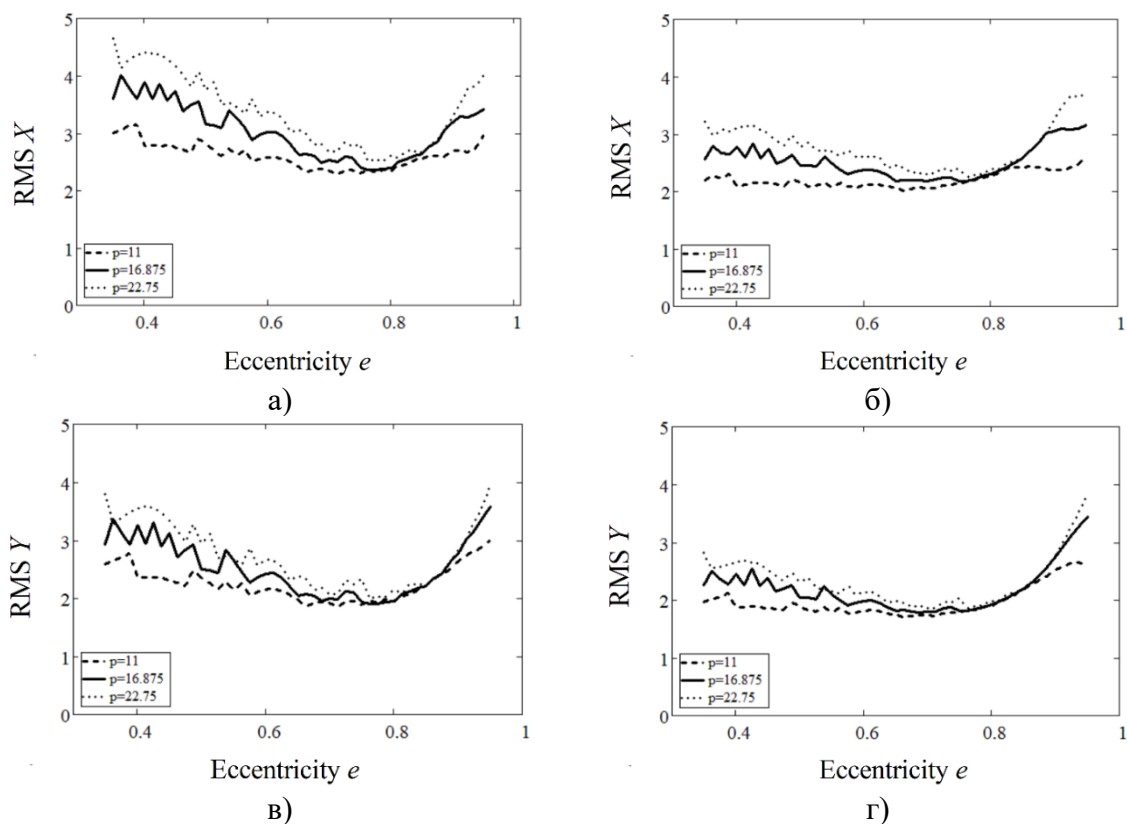 5
4
3
2
1
0
RMS X
p=11
p=16.875
p=22.75
0.4
0.6
0.8
1
Eccentricity e
а)
5
4
3
2
1
0
RMS X
p=11
p=16.875
p=22.75
0.4
0.6
0.8
1
Eccentricity e
б)
5
4
3
2
1
0
RMS Y
p=11
p=16.875
p=22.75
0.4
0.6
0.8
1
Eccentricity e
в)
5
4
3
2
1
0
RMS Y
p=11
p=16.875
p=22.75
0.4
0.6
0.8
1
Eccentricity e
г)